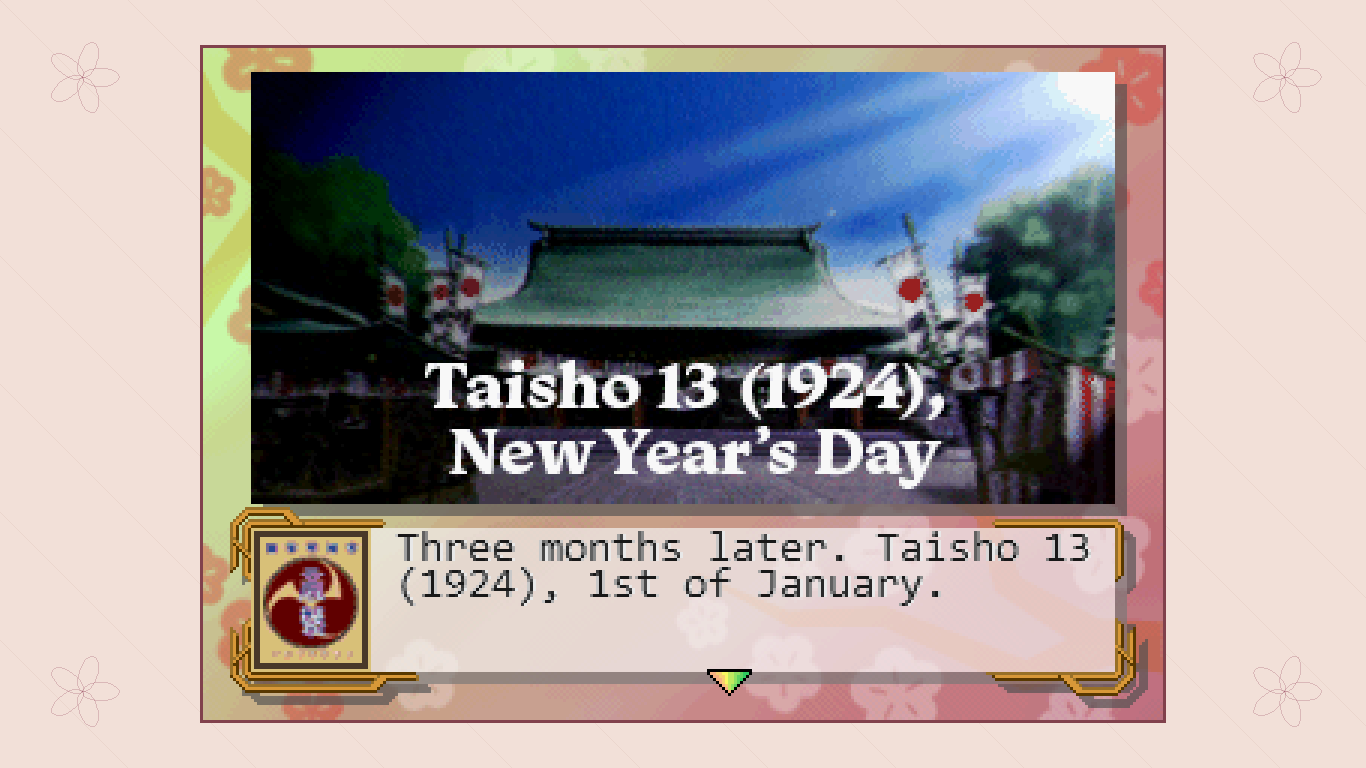 Taisho 13 (1924),
New Year's Day
Three months later. Taisho 13
(1924), 1st of January.